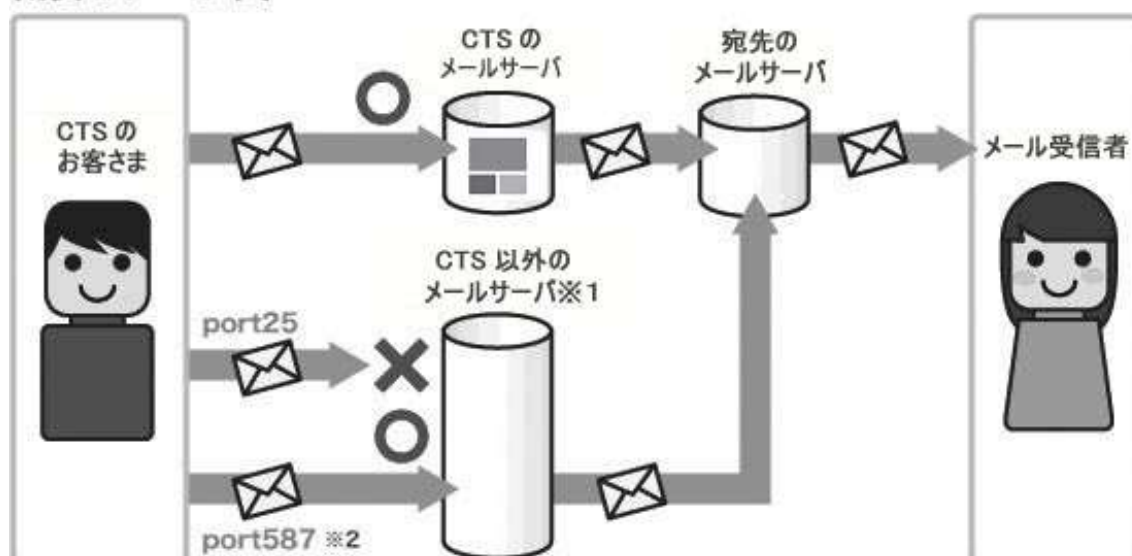 CTS の
メールサーバ
宛先の
メールサーバ
CTS の
お客さま
メール受信者
CTS 以外の
メールサーバ※1
port25
port587 ※2